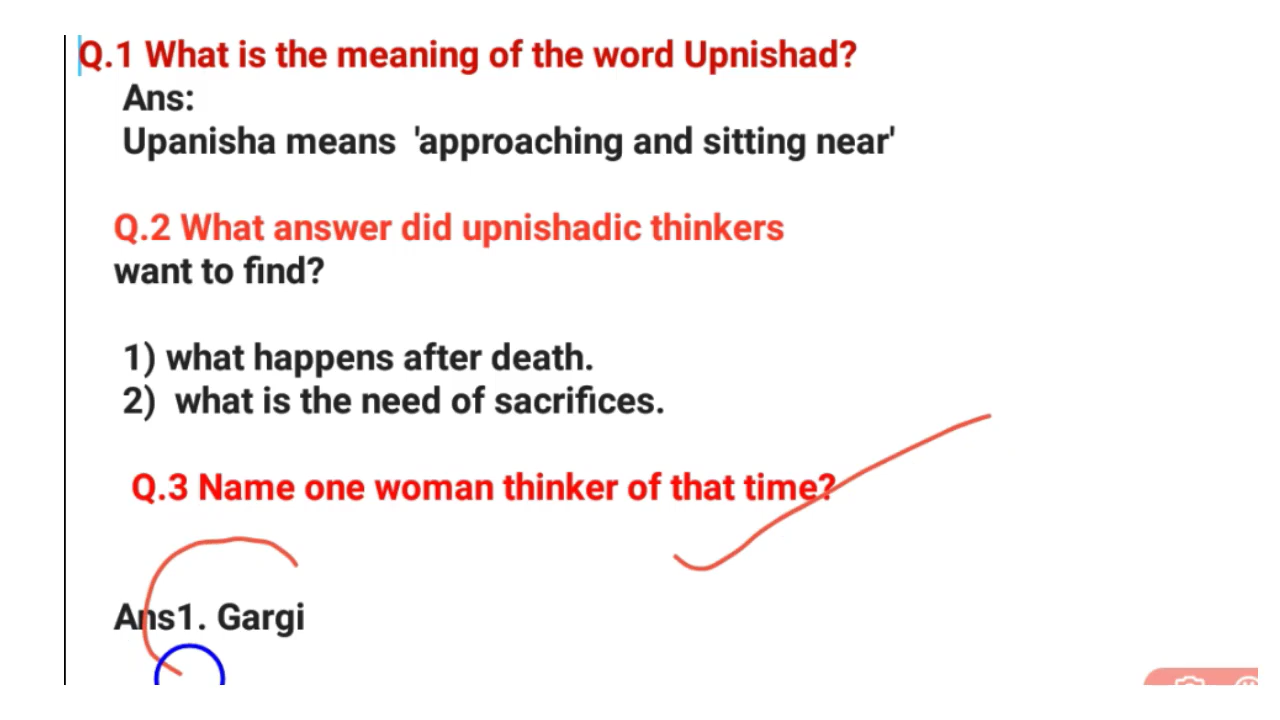 Q.1 What is the meaning of the word Upnishad?
Ans:
Upanisha means 'approaching and sitting near'
Q.2 What answer did upnishadic thinkers
want to find?
1) what happens after death.
2) what is the need of sacrifices.
Q.3 Name one woman thinker of that time?
Ans1. Gargi